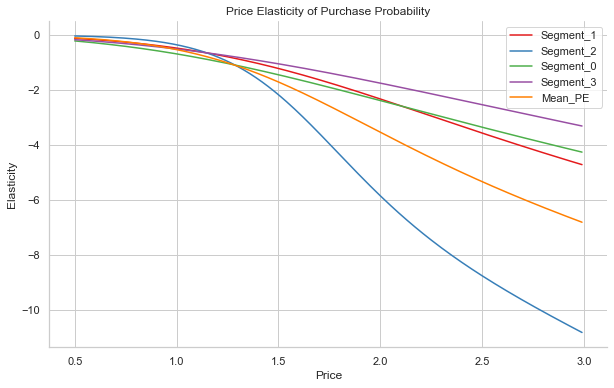 Price Elasticity of Purchase Probability
Segment_1
Segment_2
Segment_0
Segment_3
Mean_PE
0
−2
−4
−6
−8
−10
Elasticity
0.5 1.0 1.5 2.0 2.5 3.0
Price